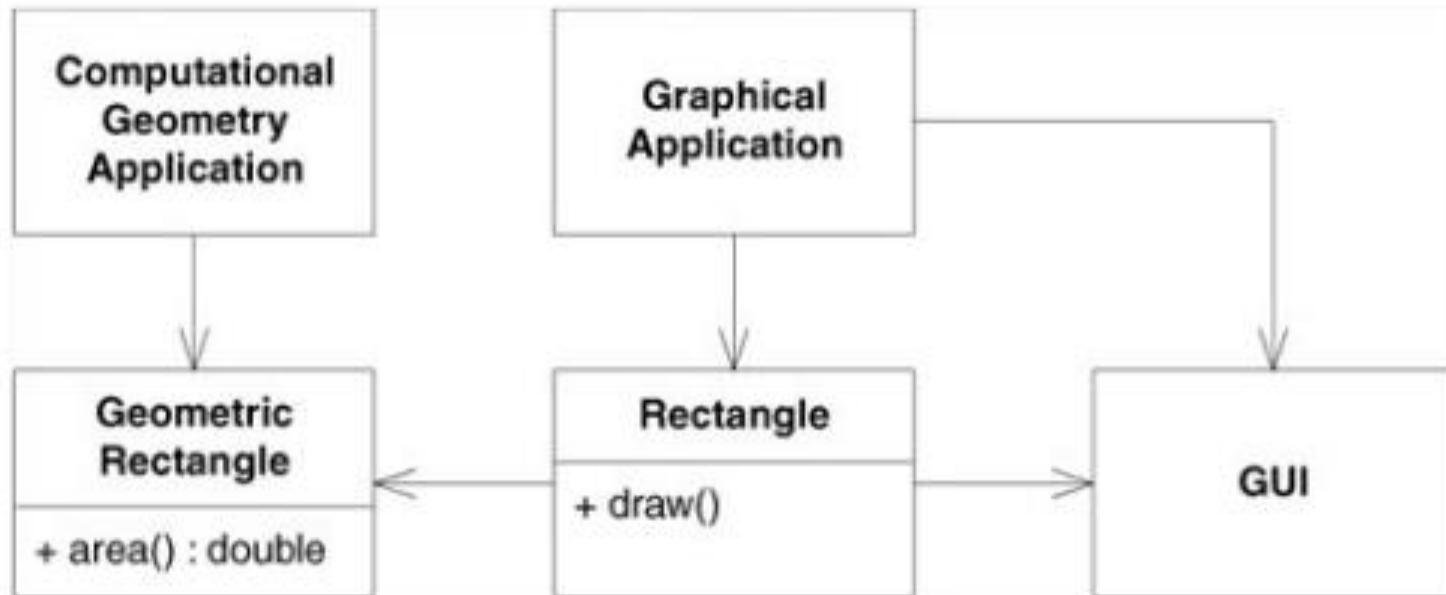 Computational
Geometry
Application
Graphical
Application
Geometric
Rectangle
+ area() : double
Rectangle
+ draw()
GUI